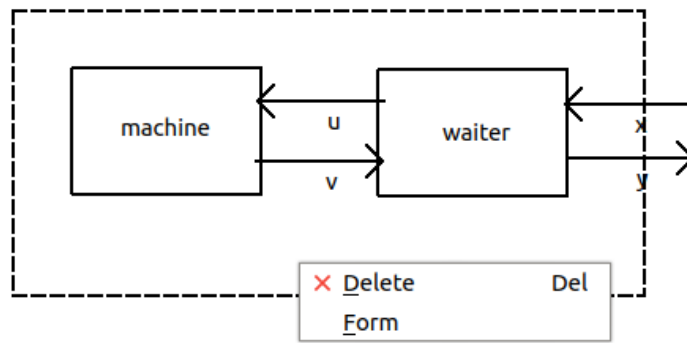 machine
waiter
u
x
v
y
Delete Del
Form